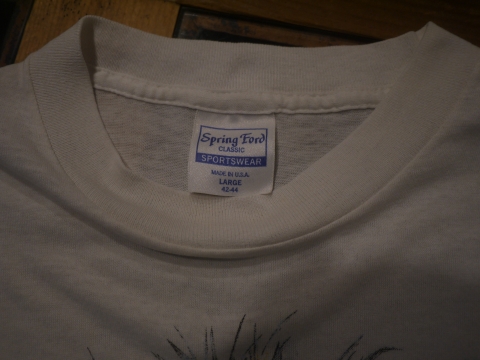 Spring Ford
CLASSIC
SPORTSWEAR
MADE IN U.S.A.
LARGE
42-44